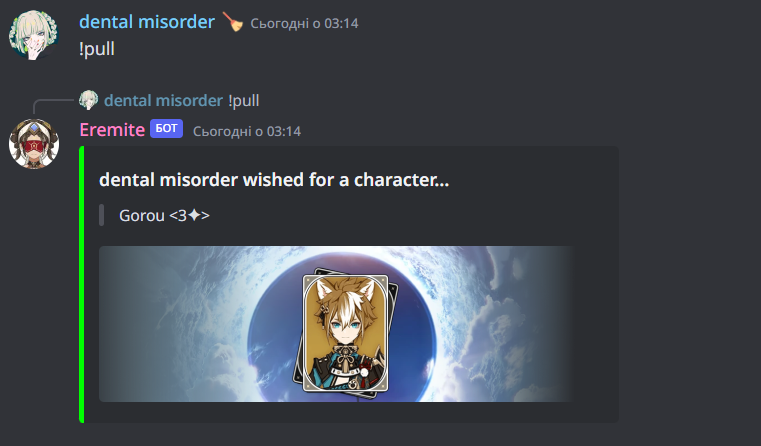 dental misorder Сьогодні о 03:14
!pull
dental misorder !pull
Eremite БОТ Сьогодні о 03:14
dental misorder wished for a character...
Gorou <3✦>